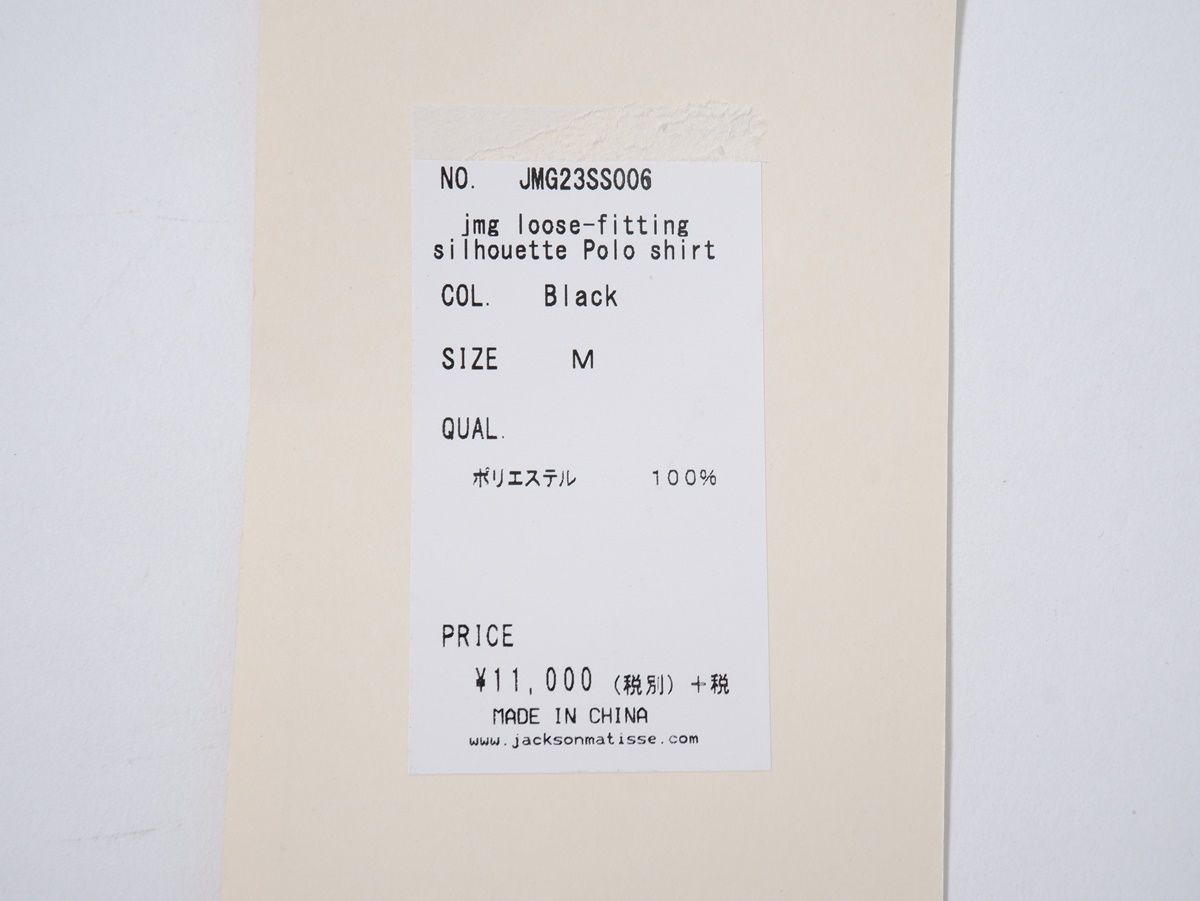 NO. JMG23SS006
jmg loose-fitting
silhouette Polo shirt
COL. Black
SIZE M
QUAL.
ポリエステル 100%
PRICE
¥11,000 (税別) +税
MADE IN CHINA
www.jacksonmatisse.com